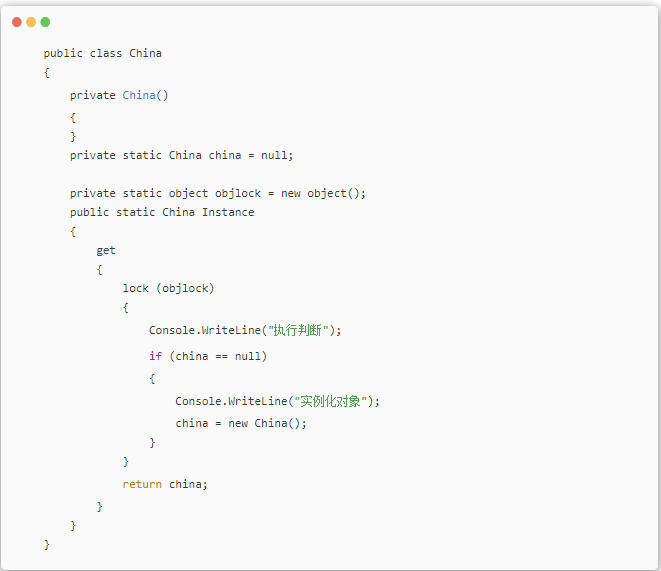 public class China
{
private China()
{
}
private static China china = null;
private static object objlock = new object();
public static China Instance
{
get
{
lock (objlock)
{
Console.WriteLine("执行判断");
if (china == null)
{
Console.WriteLine("实例化对象");
china = new China();
}
}
return china;
}
}
}